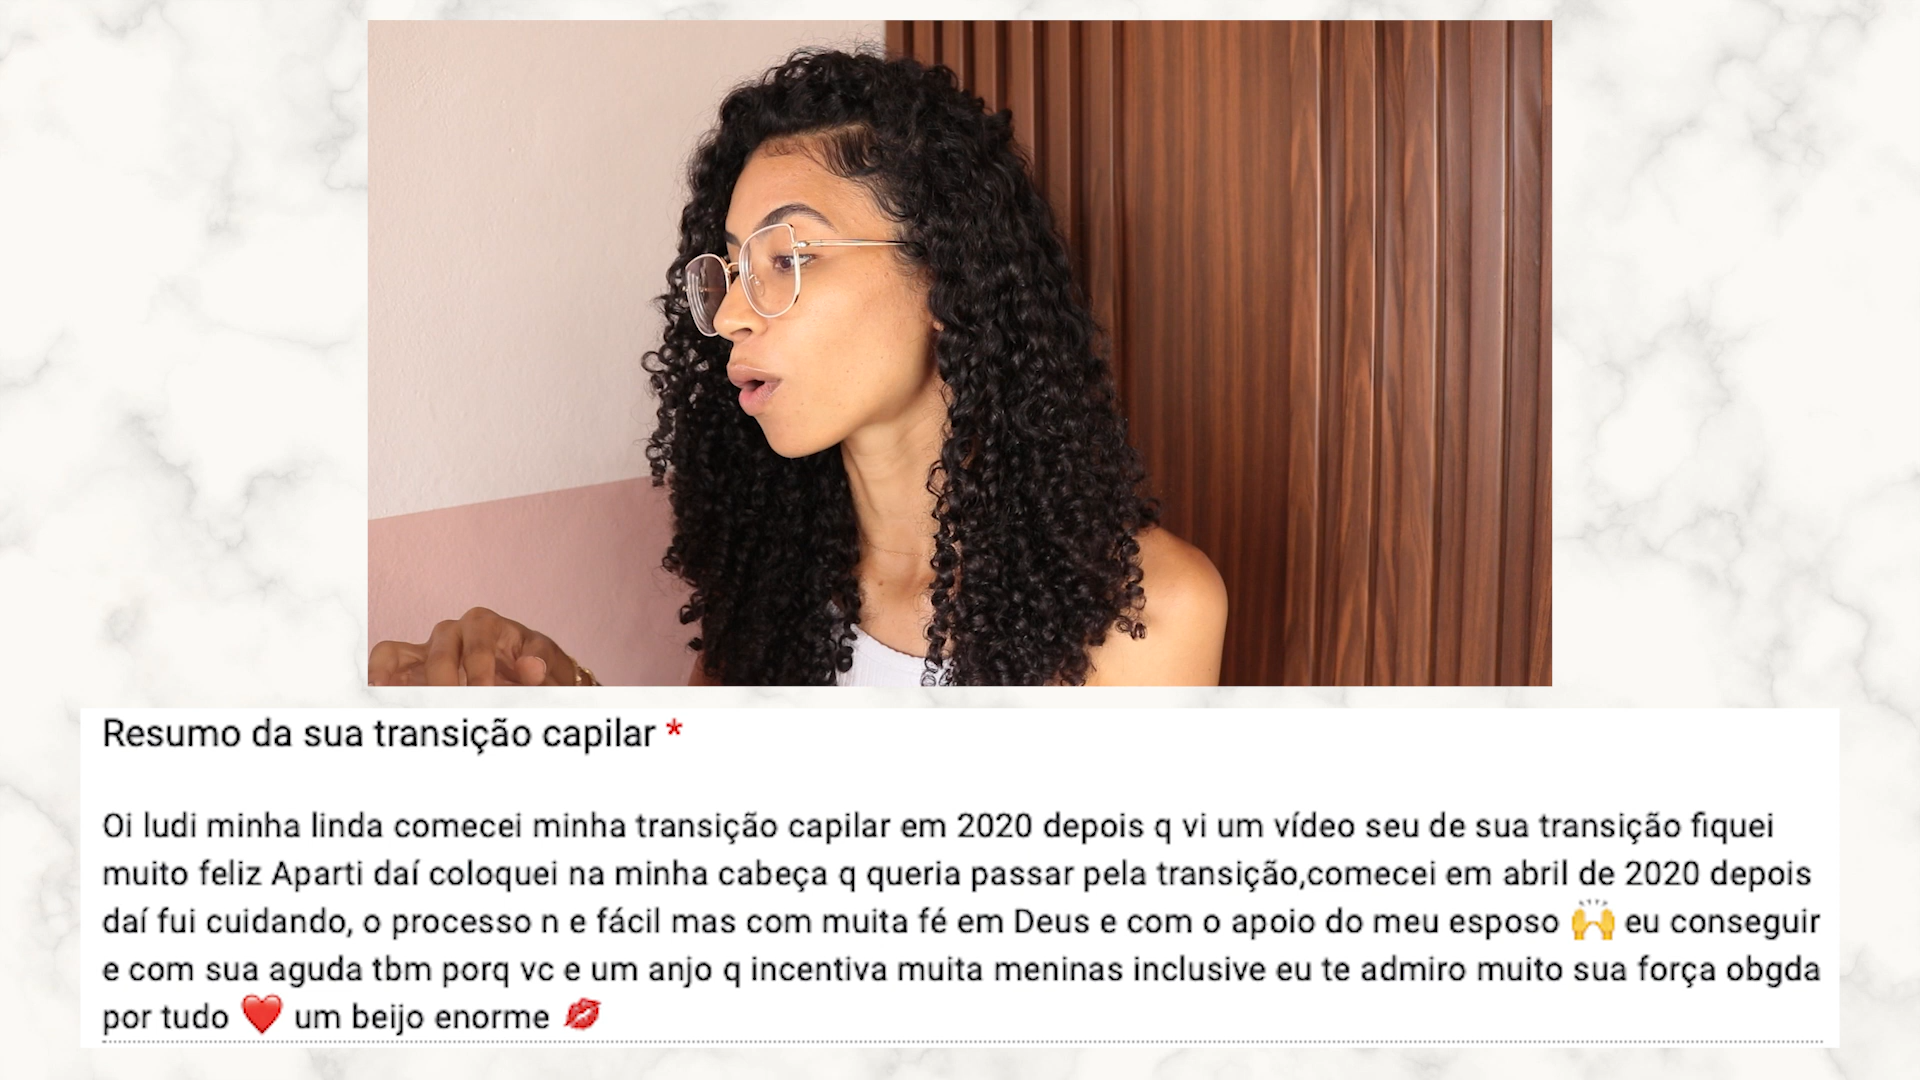 Resumo da sua transição capilar *
Oi ludi minha linda comecei minha transição capilar em 2020 depois q vi um vídeo seu de sua transição fiquei
muito feliz Aparti daí coloquei na minha cabeça q queria passar pela transição,comecei em abril de 2020 depois
daí fui cuidando, o processo n e fácil mas com muita fé em Deus e com o apoio do meu esposo 🙌 eu conseguir
e com sua aguda tbm porq vc e um anjo q incentiva muita meninas inclusive eu te admiro muito sua força obgda
por tudo ❤️ um beijo enorme 💋